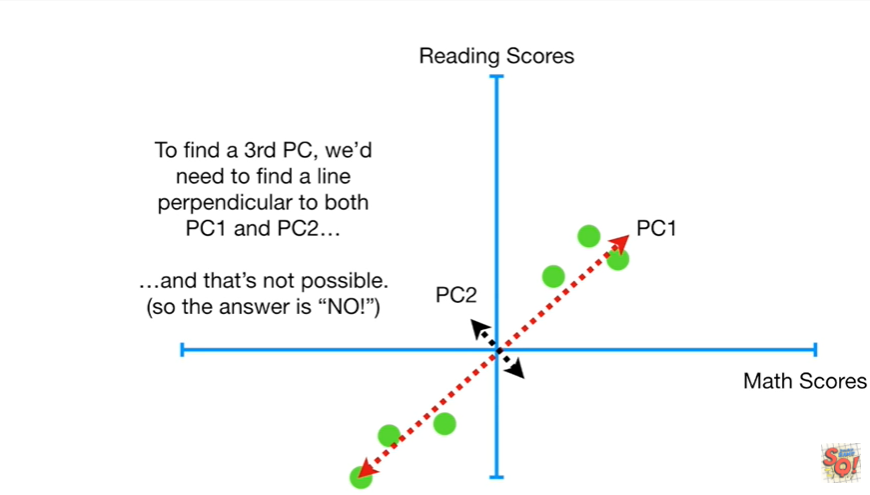 Reading Scores
To find a 3rd PC, we’d
need to find a line
perpendicular to both
PC1 and PC2…
…and that’s not possible.
(so the answer is “NO!”)
PC1
PC2
Math Scores
SQ!